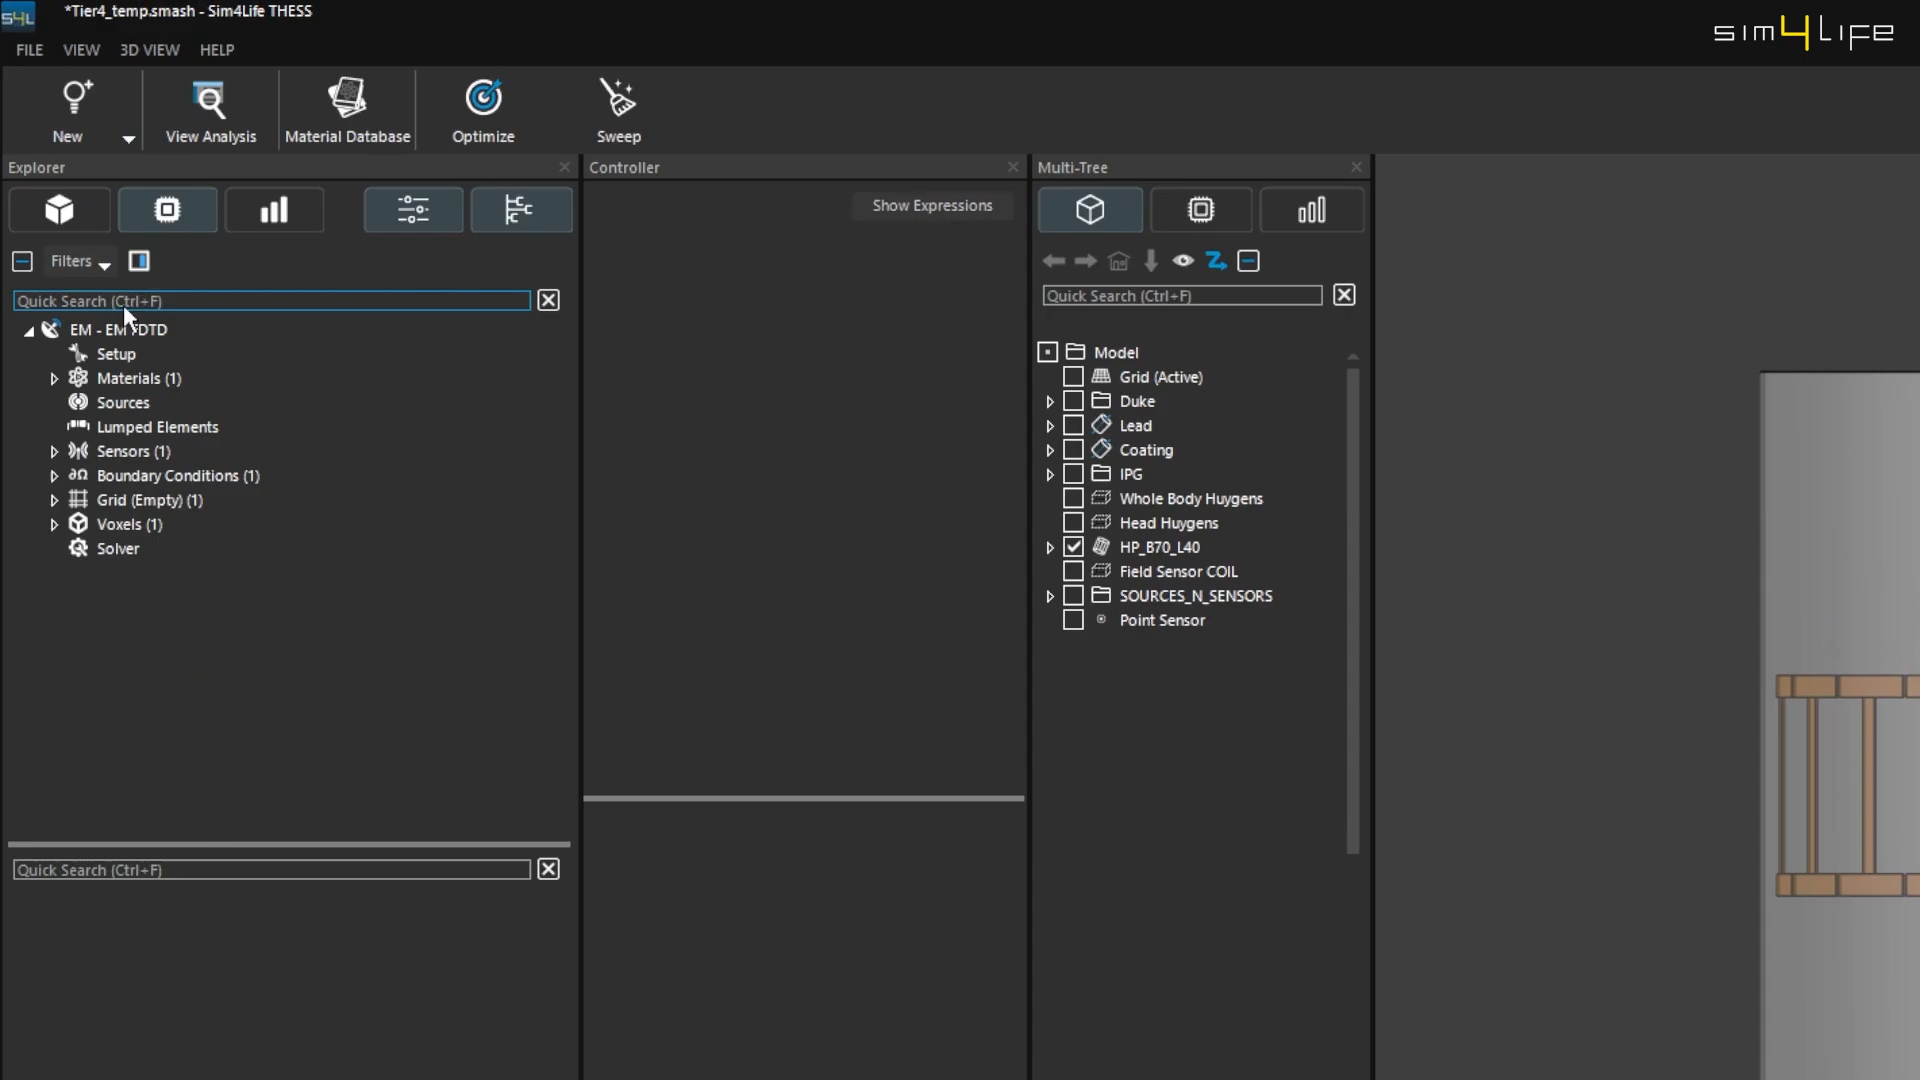 S4L
*Tier4_temp.smash - Sim4Life THESS
sim4Life
FILE VIEW 3D VIEW HELP
New
View Analysis
Material Database
Optimize
Sweep
Explorer
Filters
Quick Search (Ctrl+F)
EM - EM FDTD
Setup
Materials (1)
Sources
Lumped Elements
Sensors (1)
Boundary Conditions (1)
Grid (Empty) (1)
Voxels (1)
Solver
Quick Search (Ctrl+F)
Controller
Show Expressions
Multi-Tree
Quick Search (Ctrl+F)
Model
Grid (Active)
Duke
Lead
Coating
IPG
Whole Body Huygens
Head Huygens
HP_B70_L40
Field Sensor COIL
SOURCES_N_SENSORS
Point Sensor